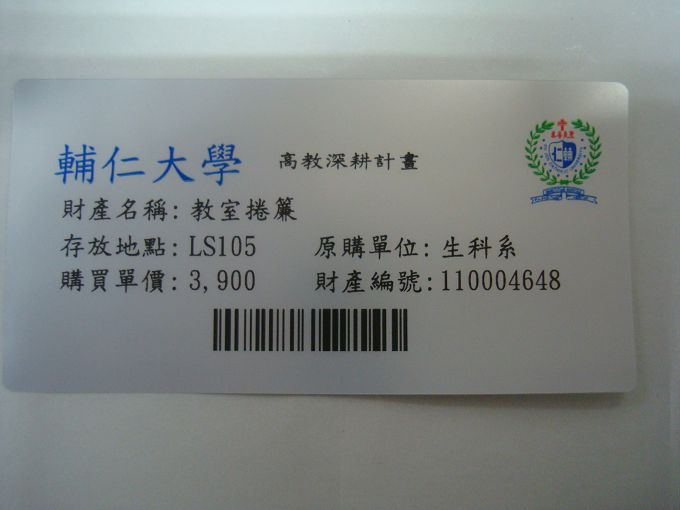 輔仁大學 高教深耕計畫
財產名稱: 教室捲簾
存放地點: LS105 原購單位: 生科系
購買單價: 3,900 財產編號: 110004648